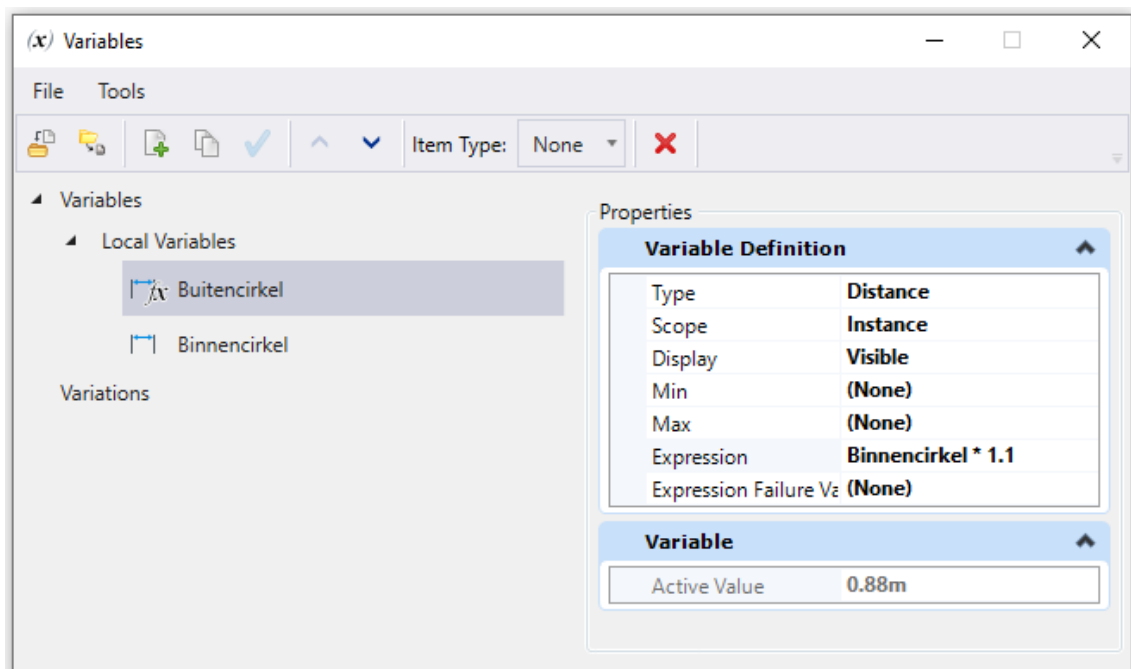 (x) Variables
File Tools
Item Type: None
Variables
Local Variables
fx Buitencirkel
Binnencirkel
Variations
Properties
Variable Definition
Type Distance
Scope Instance
Display Visible
Min (None)
Max (None)
Expression Binnencirkel * 1.1
Expression Failure Va (None)
Variable
Active Value 0.88m